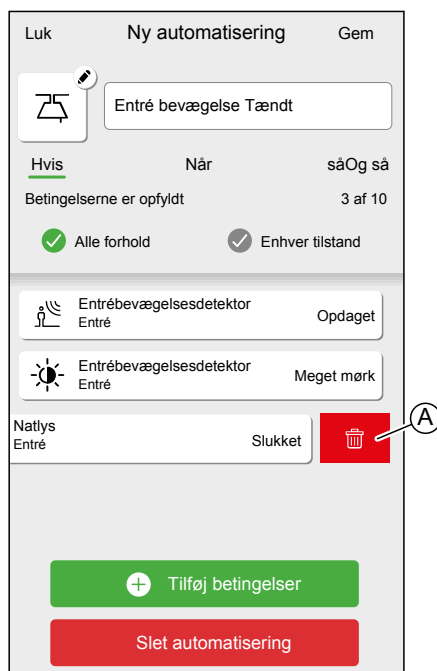 Luk Ny automatisering Gem
Entré bevægelse Tændt
Hvis Når såOg så
Betingelserne er opfyldt 3 af 10
Alle forhold Enhver tilstand
Entrébevægelsesdetektor
Entré
Opdaget
Entrébevægelsesdetektor
Entré
Meget mørk
Natlys
Entré
Slukket
A
Tilføj betingelser
Slet automatisering